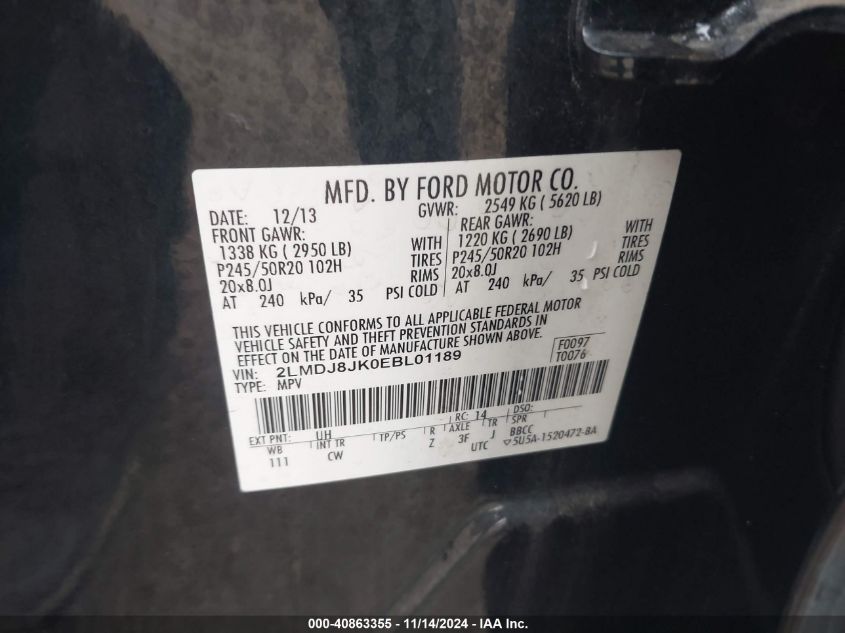 MFD. BY FORD MOTOR CO.
DATE: 12/13 GVWR: 2549 KG ( 5620 LB)
FRONT GAWR: REAR GAWR:
1338 KG ( 2950 LB) WITH 1220 KG ( 2690 LB) WITH
P245/50R20 102H TIRES P245/50R20 102H TIRES
20x8.0J RIMS 20x8.0J RIMS
AT 240 kPa/ 35 PSI COLD AT 240 kPa/ 35 PSI COLD
THIS VEHICLE CONFORMS TO ALL APPLICABLE FEDERAL MOTOR
VEHICLE SAFETY AND THEFT PREVENTION STANDARDS IN
EFFECT ON THE DATE OF MANUFACTURE SHOWN ABOVE.
VIN: 2LMDJ8JK0EBL01189 F0097
TYPE: MPV T0076
EXT PNT: UH RC: 14 DSO:
WB INT TR TP/PS R AXLE TR SPR
111 CW Z 3F J BBCC
UTC ▽5U5A-1520472-BA
000-40863355 - 11/14/2024 - IAA Inc.